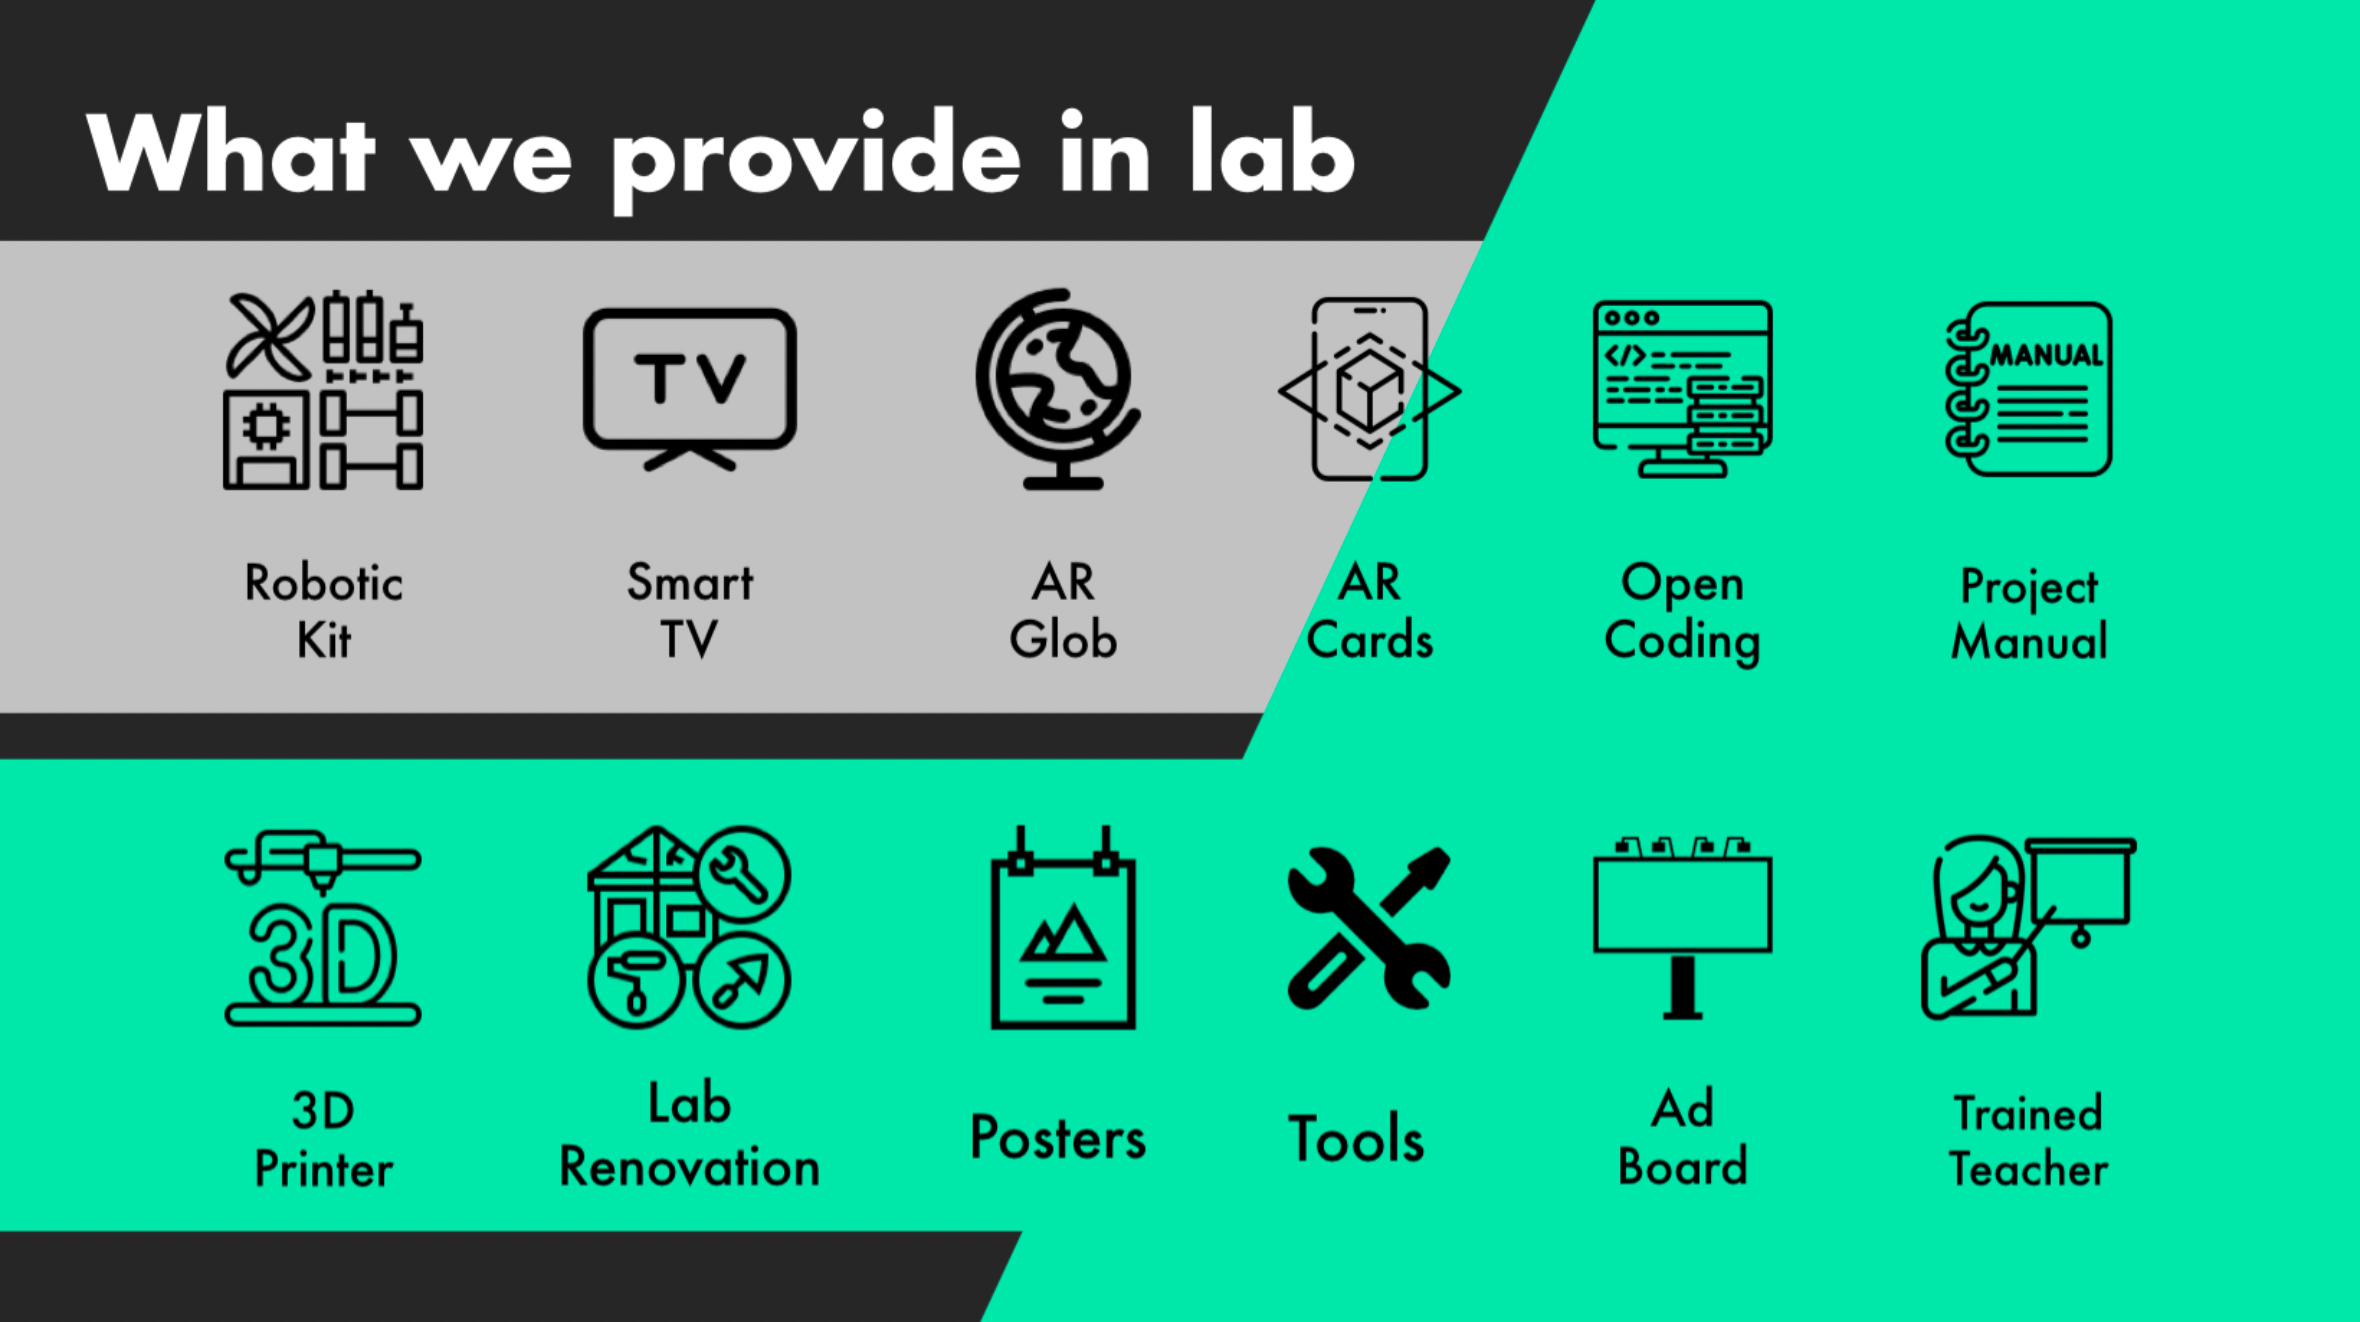 What we provide in lab
TV
</>
MANUAL
Robotic
Kit
Smart
TV
AR
Glob
AR
Cards
Open
Coding
Project
Manual
3D
3D
Printer
Lab
Renovation
Posters
Tools
Ad
Board
Trained
Teacher